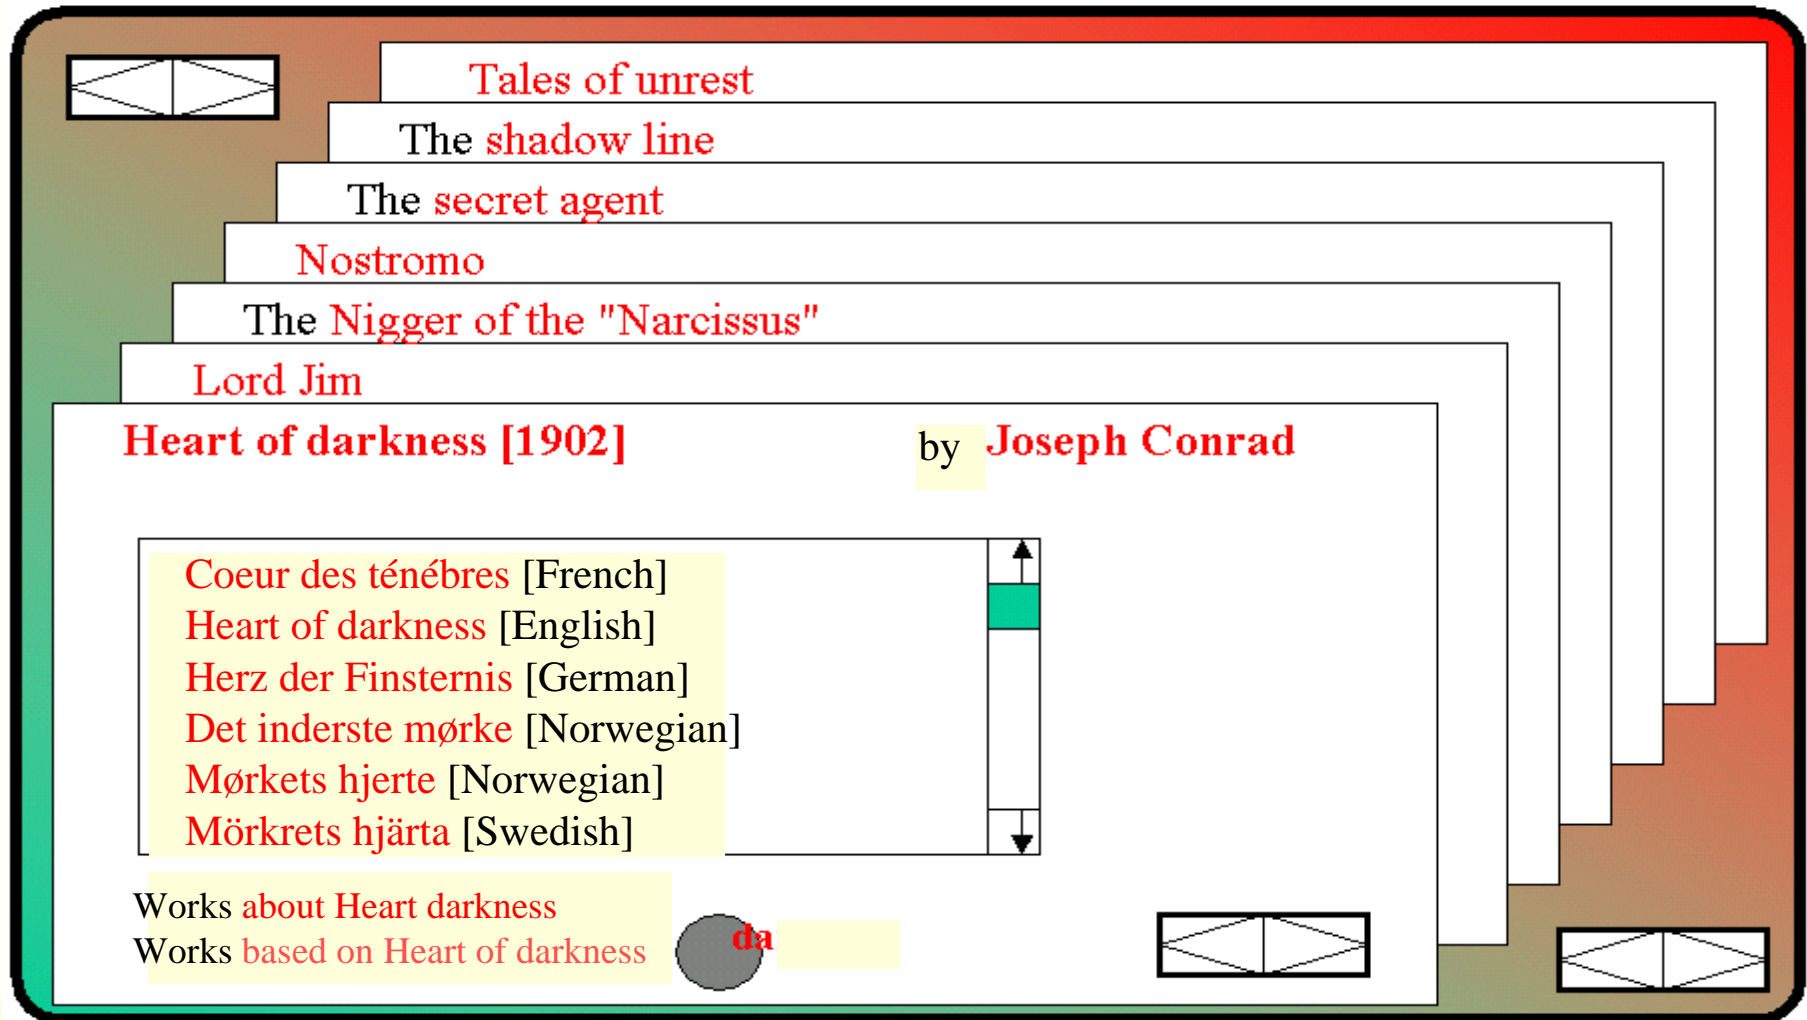 Tales of unrest
The shadow line
The secret agent
Nostromo
The Nigger of the "Narcissus"
Lord Jim
Heart of darkness [1902] by Joseph Conrad
Coeur des ténébres [French]
Heart of darkness [English]
Herz der Finsternis [German]
Det inderste mørke [Norwegian]
Mørkets hjerte [Norwegian]
Mörkrets hjärta [Swedish]
Works about Heart darkness
Works based on Heart of darkness
da